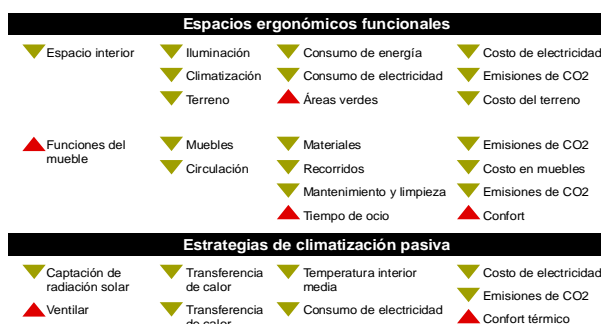 Espacios ergonómicos funcionales
Espacio interior
Iluminación
Consumo de energía
Costo de electricidad
Climatización
Consumo de electricidad
Emisiones de CO2
Terreno
Áreas verdes
Costo del terreno
Funciones del
mueble
Muebles
Materiales
Emisiones de CO2
Circulación
Recorridos
Costo en muebles
Mantenimiento y limpieza
Emisiones de CO2
Tiempo de ocio
Confort
Estrategias de climatización pasiva
Captación de
radiación solar
Transferencia
de calor
Temperatura interior
media
Costo de electricidad
Emisiones de CO2
Ventilar
Transferencia
de calor
Consumo de electricidad
Confort térmico